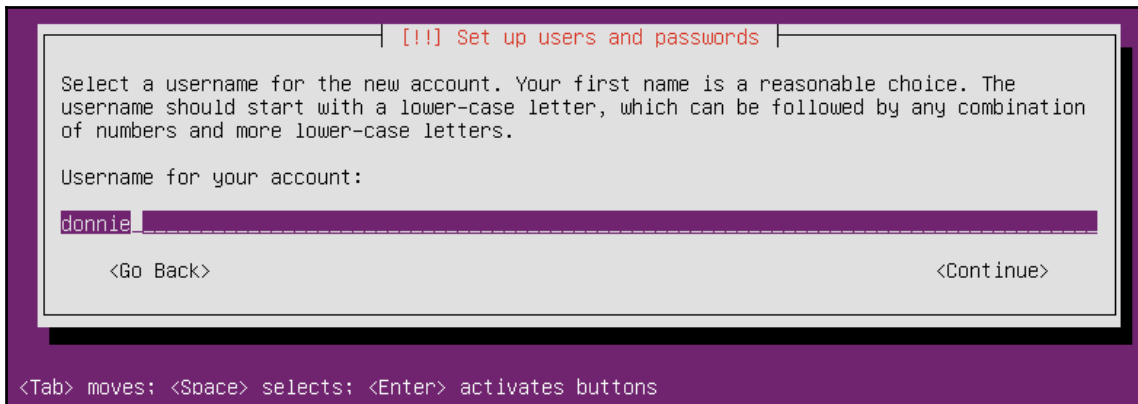 [!!] Set up users and passwords
Select a username for the new account. Your first name is a reasonable choice. The
username should start with a lower-case letter, which can be followed by any combination
of numbers and more lower-case letters.
Username for your account:
donnie
<Go Back> <Continue>
<Tab> moves; <Space> selects; <Enter> activates buttons